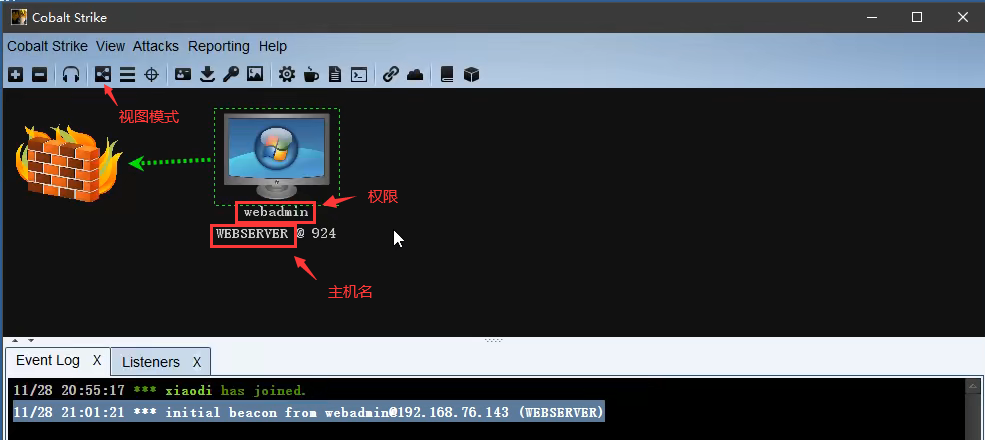 Cobalt Strike
Cobalt Strike View Attacks Reporting Help
视图模式
权限
webadmin
WEBSERVER @ 924
主机名
Event Log X Listeners X
11/28 20:55:17 *** xiaodi has joined.
11/28 21:01:21 *** initial beacon from webadmin@192.168.76.143 (WEBSERVER)